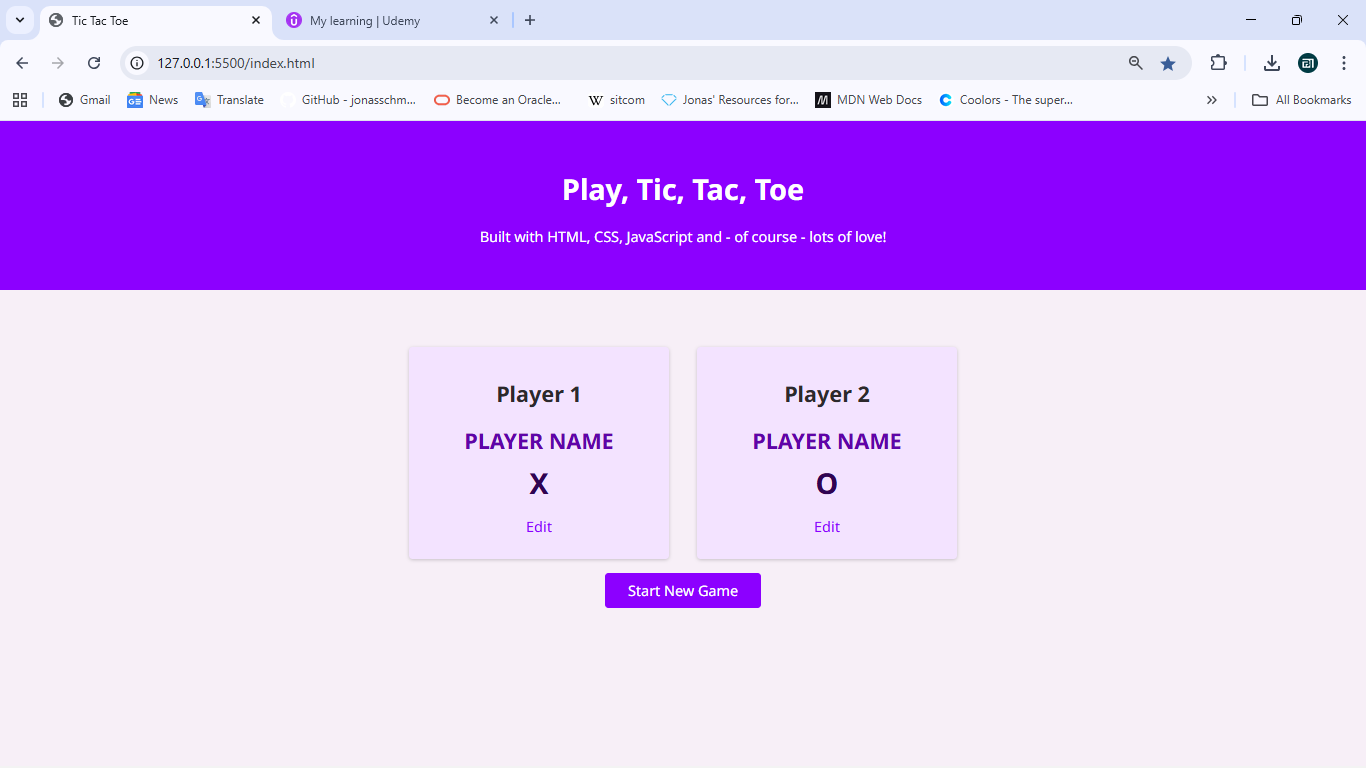 Tic Tac Toe
My learning | Udemy
127.0.0.1:5500/index.html
Gmail
News
Translate
GitHub - jonasschm...
Become an Oracle...
sitcom
Jonas' Resources for...
MDN Web Docs
Coolors - The super...
All Bookmarks
Play, Tic, Tac, Toe
Built with HTML, CSS, JavaScript and - of course - lots of love!
Player 1
PLAYER NAME
X
Edit
Player 2
PLAYER NAME
O
Edit
Start New Game